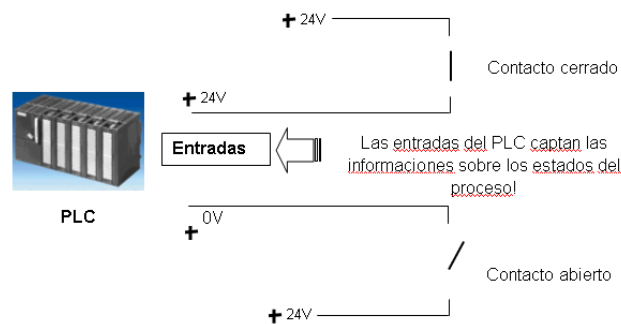 + 24V
Contacto cerrado
+ 24V
Entradas
Las entradas del PLC captan las
informaciones sobre los estados del
proceso!
PLC
0V
+
Contacto abierto
+ 24V